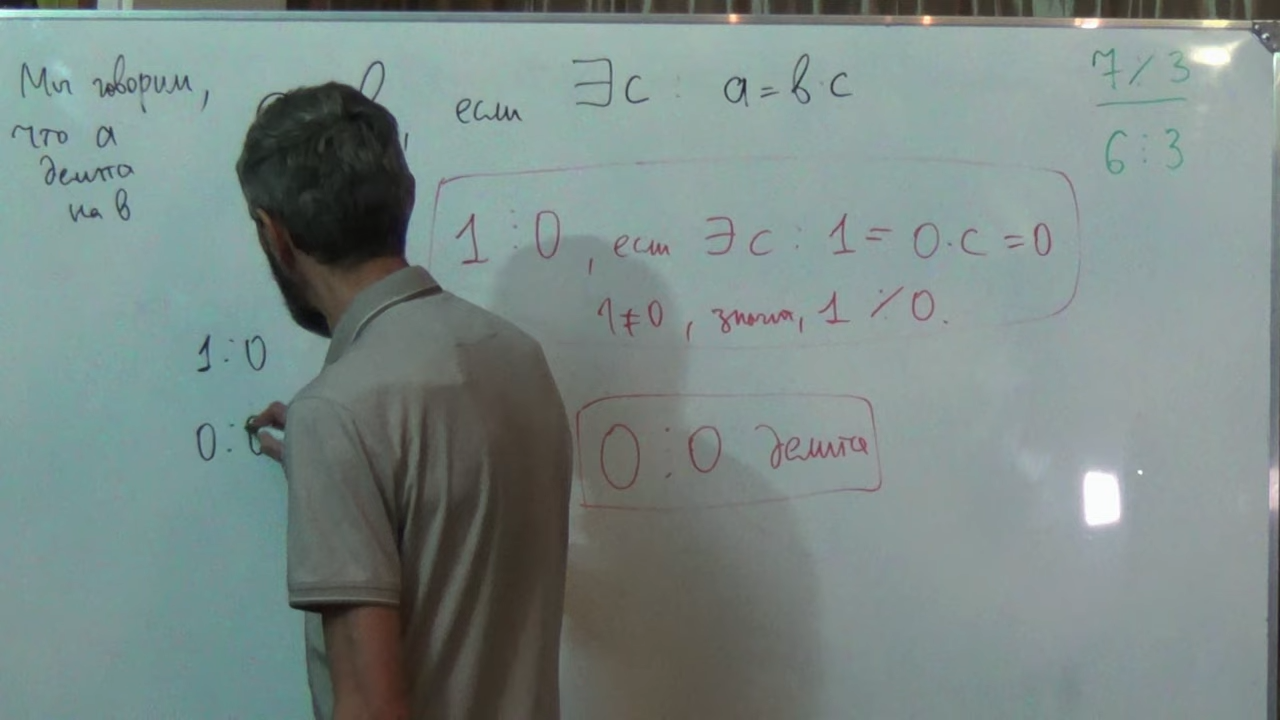 Мы говорим,
что а
делится
на в
если ∃ с : а = в · с
7 ⁒ 3
6 ⋮ 3
1 ⋮ 0, если ∃ с : 1 = 0 · с = 0
1 ≠ 0, значит, 1 ⁒ 0.
1 : 0
0 :
0 ⋮ 0 делится